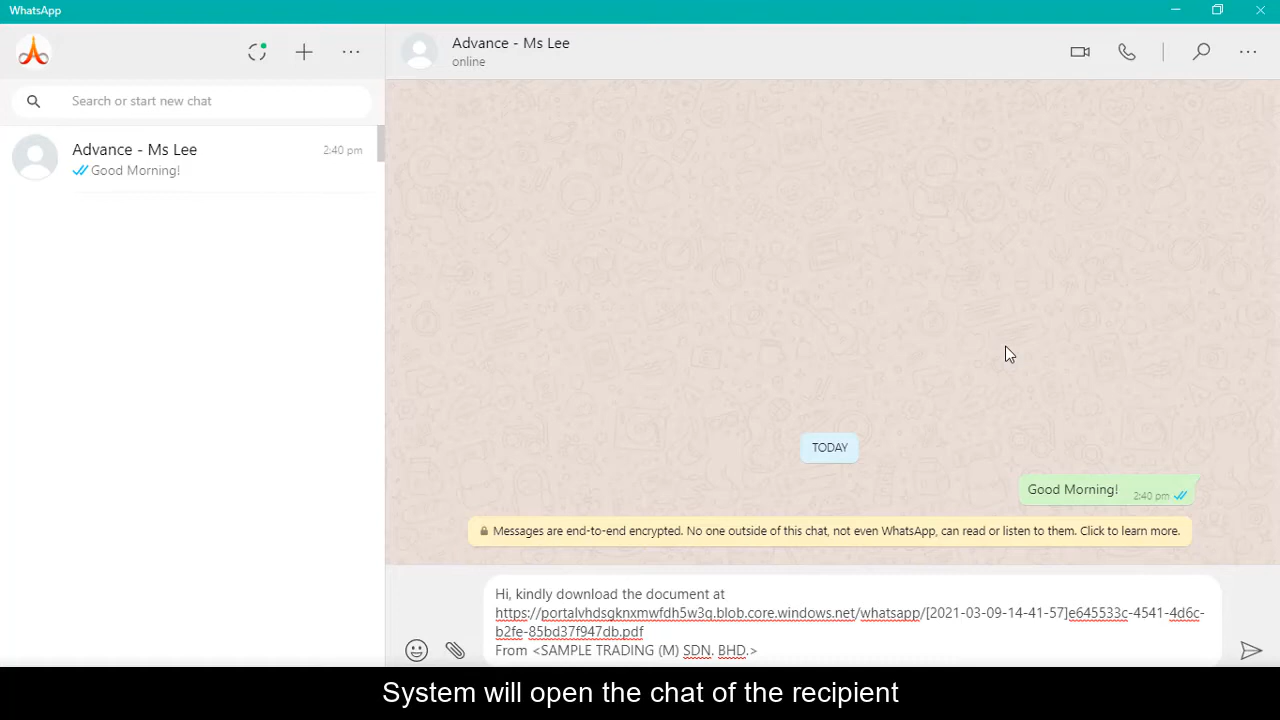 WhatsApp
Search or start new chat
Advance - Ms Lee
2:40 pm
Good Morning!
Advance - Ms Lee
online
TODAY
Good Morning!
2:40 pm
Messages are end-to-end encrypted. No one outside of this chat, not even WhatsApp, can read or listen to them. Click to learn more.
Hi, kindly download the document at
https://portalvhdsgknxmwfdh5w3q.blob.core.windows.net/whatsapp/[2021-03-09-14-41-57]e645533c-4541-4d6c-
b2fe-85bd37f947db.pdf
From <SAMPLE TRADING (M) SDN. BHD.>
System will open the chat of the recipient